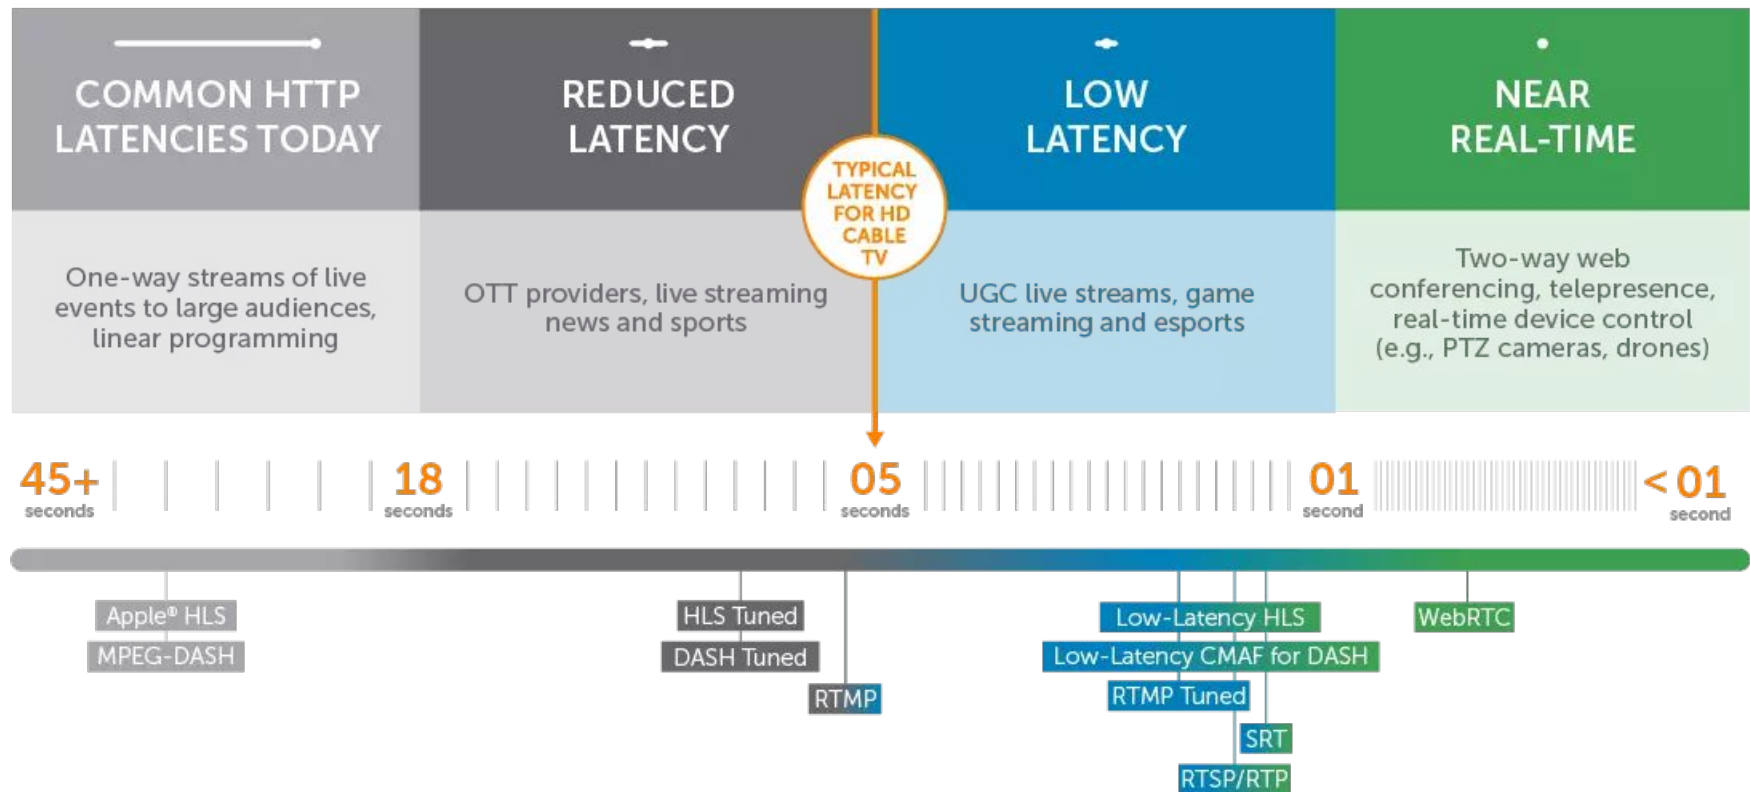 COMMON HTTP
LATENCIES TODAY
REDUCED
LATENCY
LOW
LATENCY
NEAR
REAL-TIME
TYPICAL
LATENCY
FOR HD
CABLE
TV
One-way streams of live
events to large audiences,
linear programming
OTT providers, live streaming
news and sports
UGC live streams, game
streaming and esports
Two-way web
conferencing, telepresence,
real-time device control
(e.g., PTZ cameras, drones)
45+
seconds
18
seconds
05
seconds
01
second
< 01
second
Apple® HLS
MPEG-DASH
HLS Tuned
DASH Tuned
RTMP
Low-Latency HLS
Low-Latency CMAF for DASH
RTMP Tuned
SRT
RTSP/RTP
WebRTC